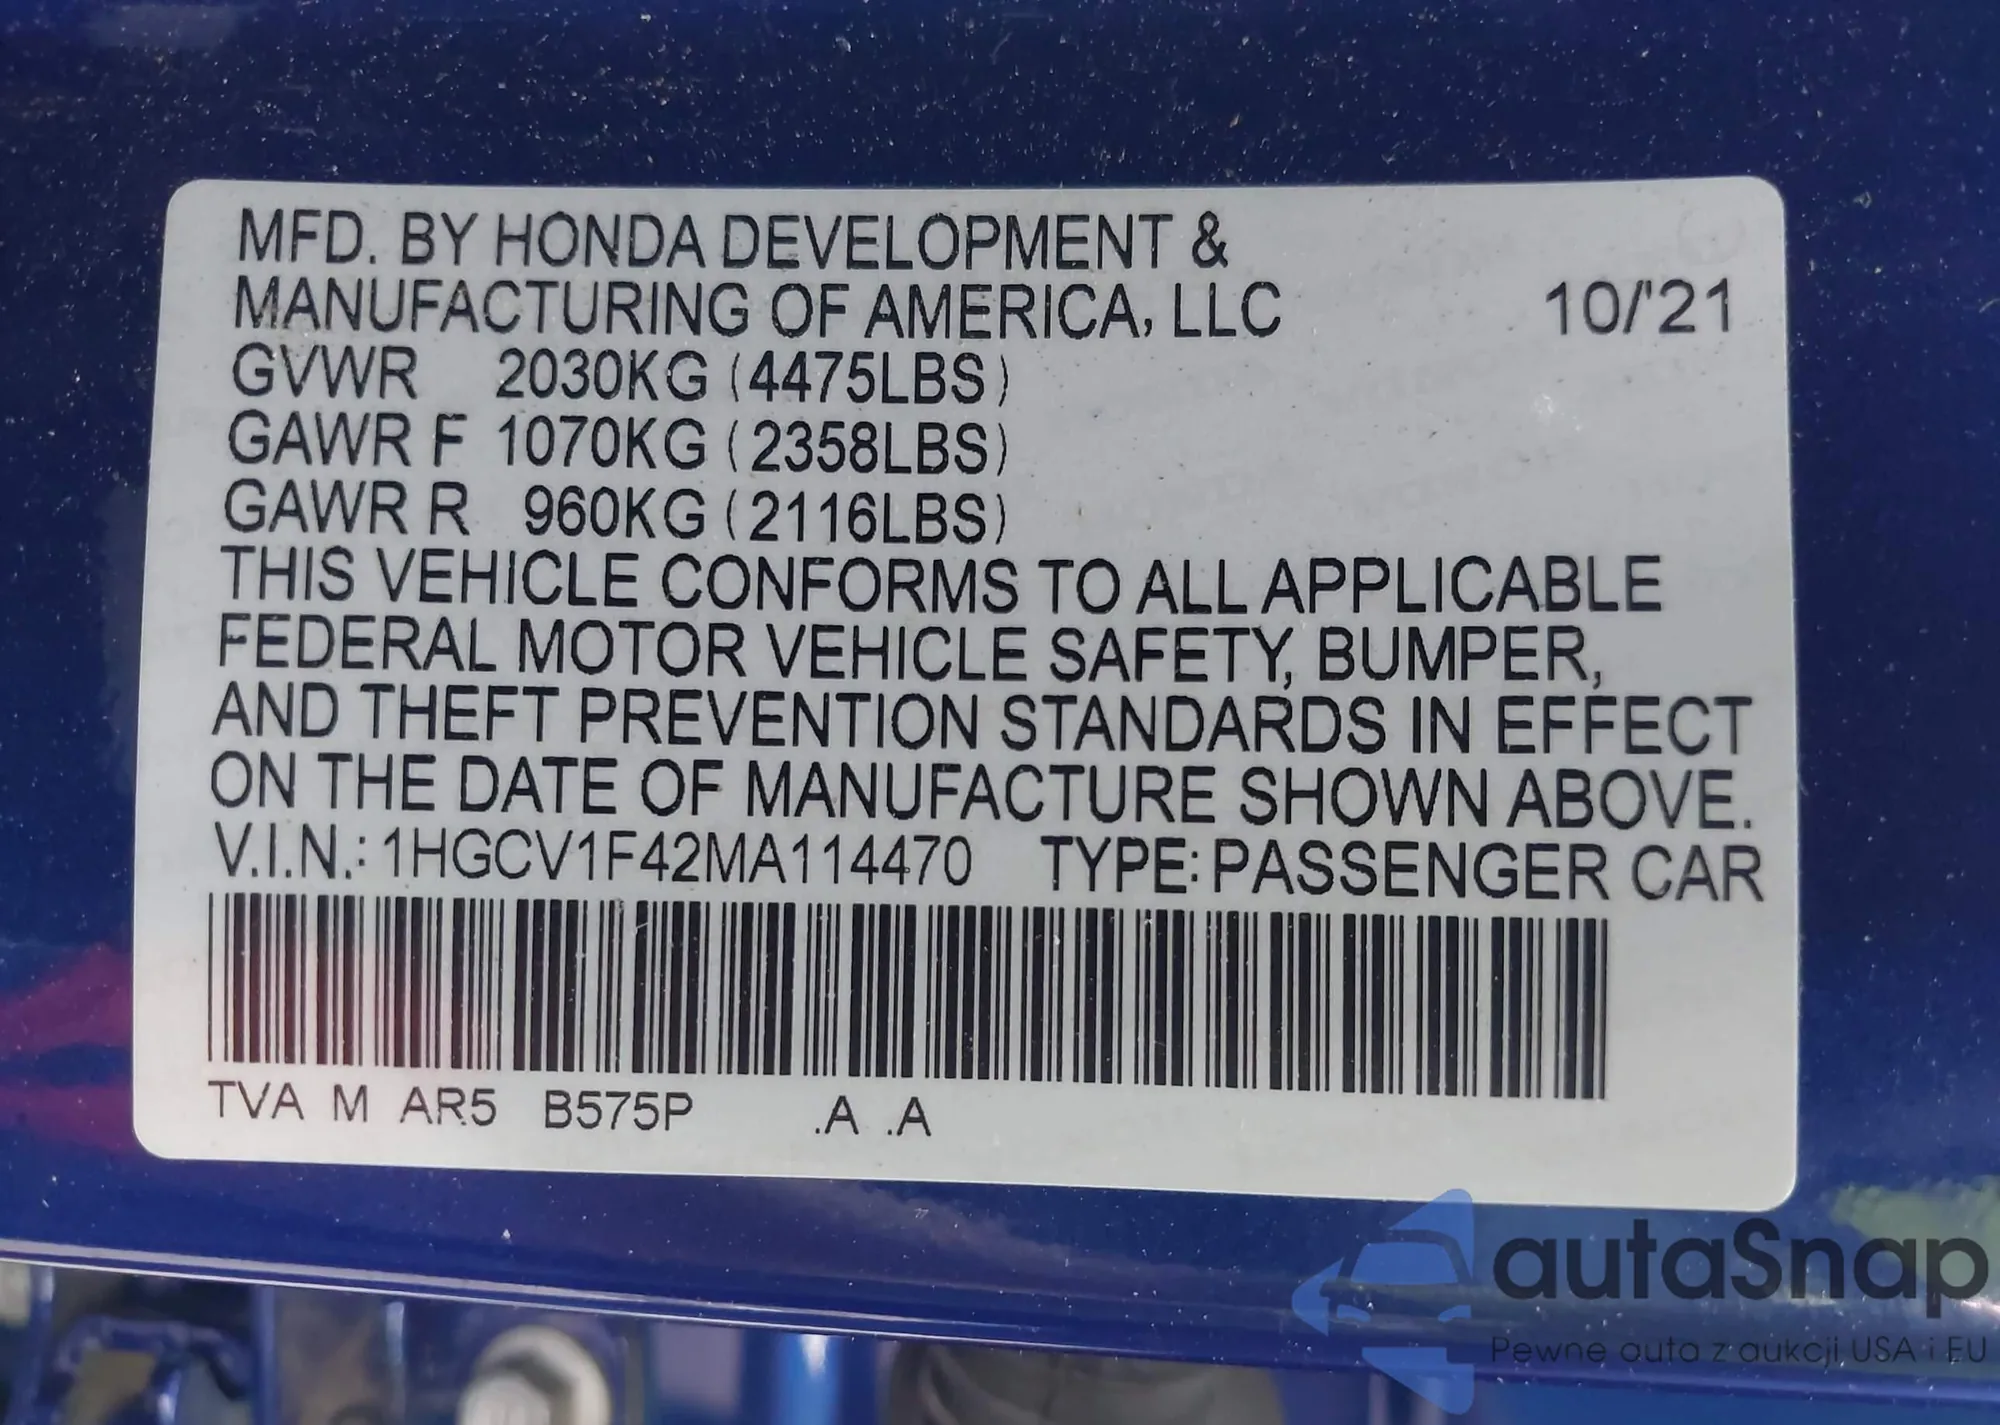 MFD. BY HONDA DEVELOPMENT &
MANUFACTURING OF AMERICA, LLC 10/'21
GVWR 2030KG (4475LBS)
GAWR F 1070KG (2358LBS)
GAWR R 960KG (2116LBS)
THIS VEHICLE CONFORMS TO ALL APPLICABLE
FEDERAL MOTOR VEHICLE SAFETY, BUMPER,
AND THEFT PREVENTION STANDARDS IN EFFECT
ON THE DATE OF MANUFACTURE SHOWN ABOVE.
V.I.N.: 1HGCV1F42MA114470 TYPE: PASSENGER CAR
TVA M AR5 B575P .A .A
autaSnap
Pewne auta z aukcji USA i EU